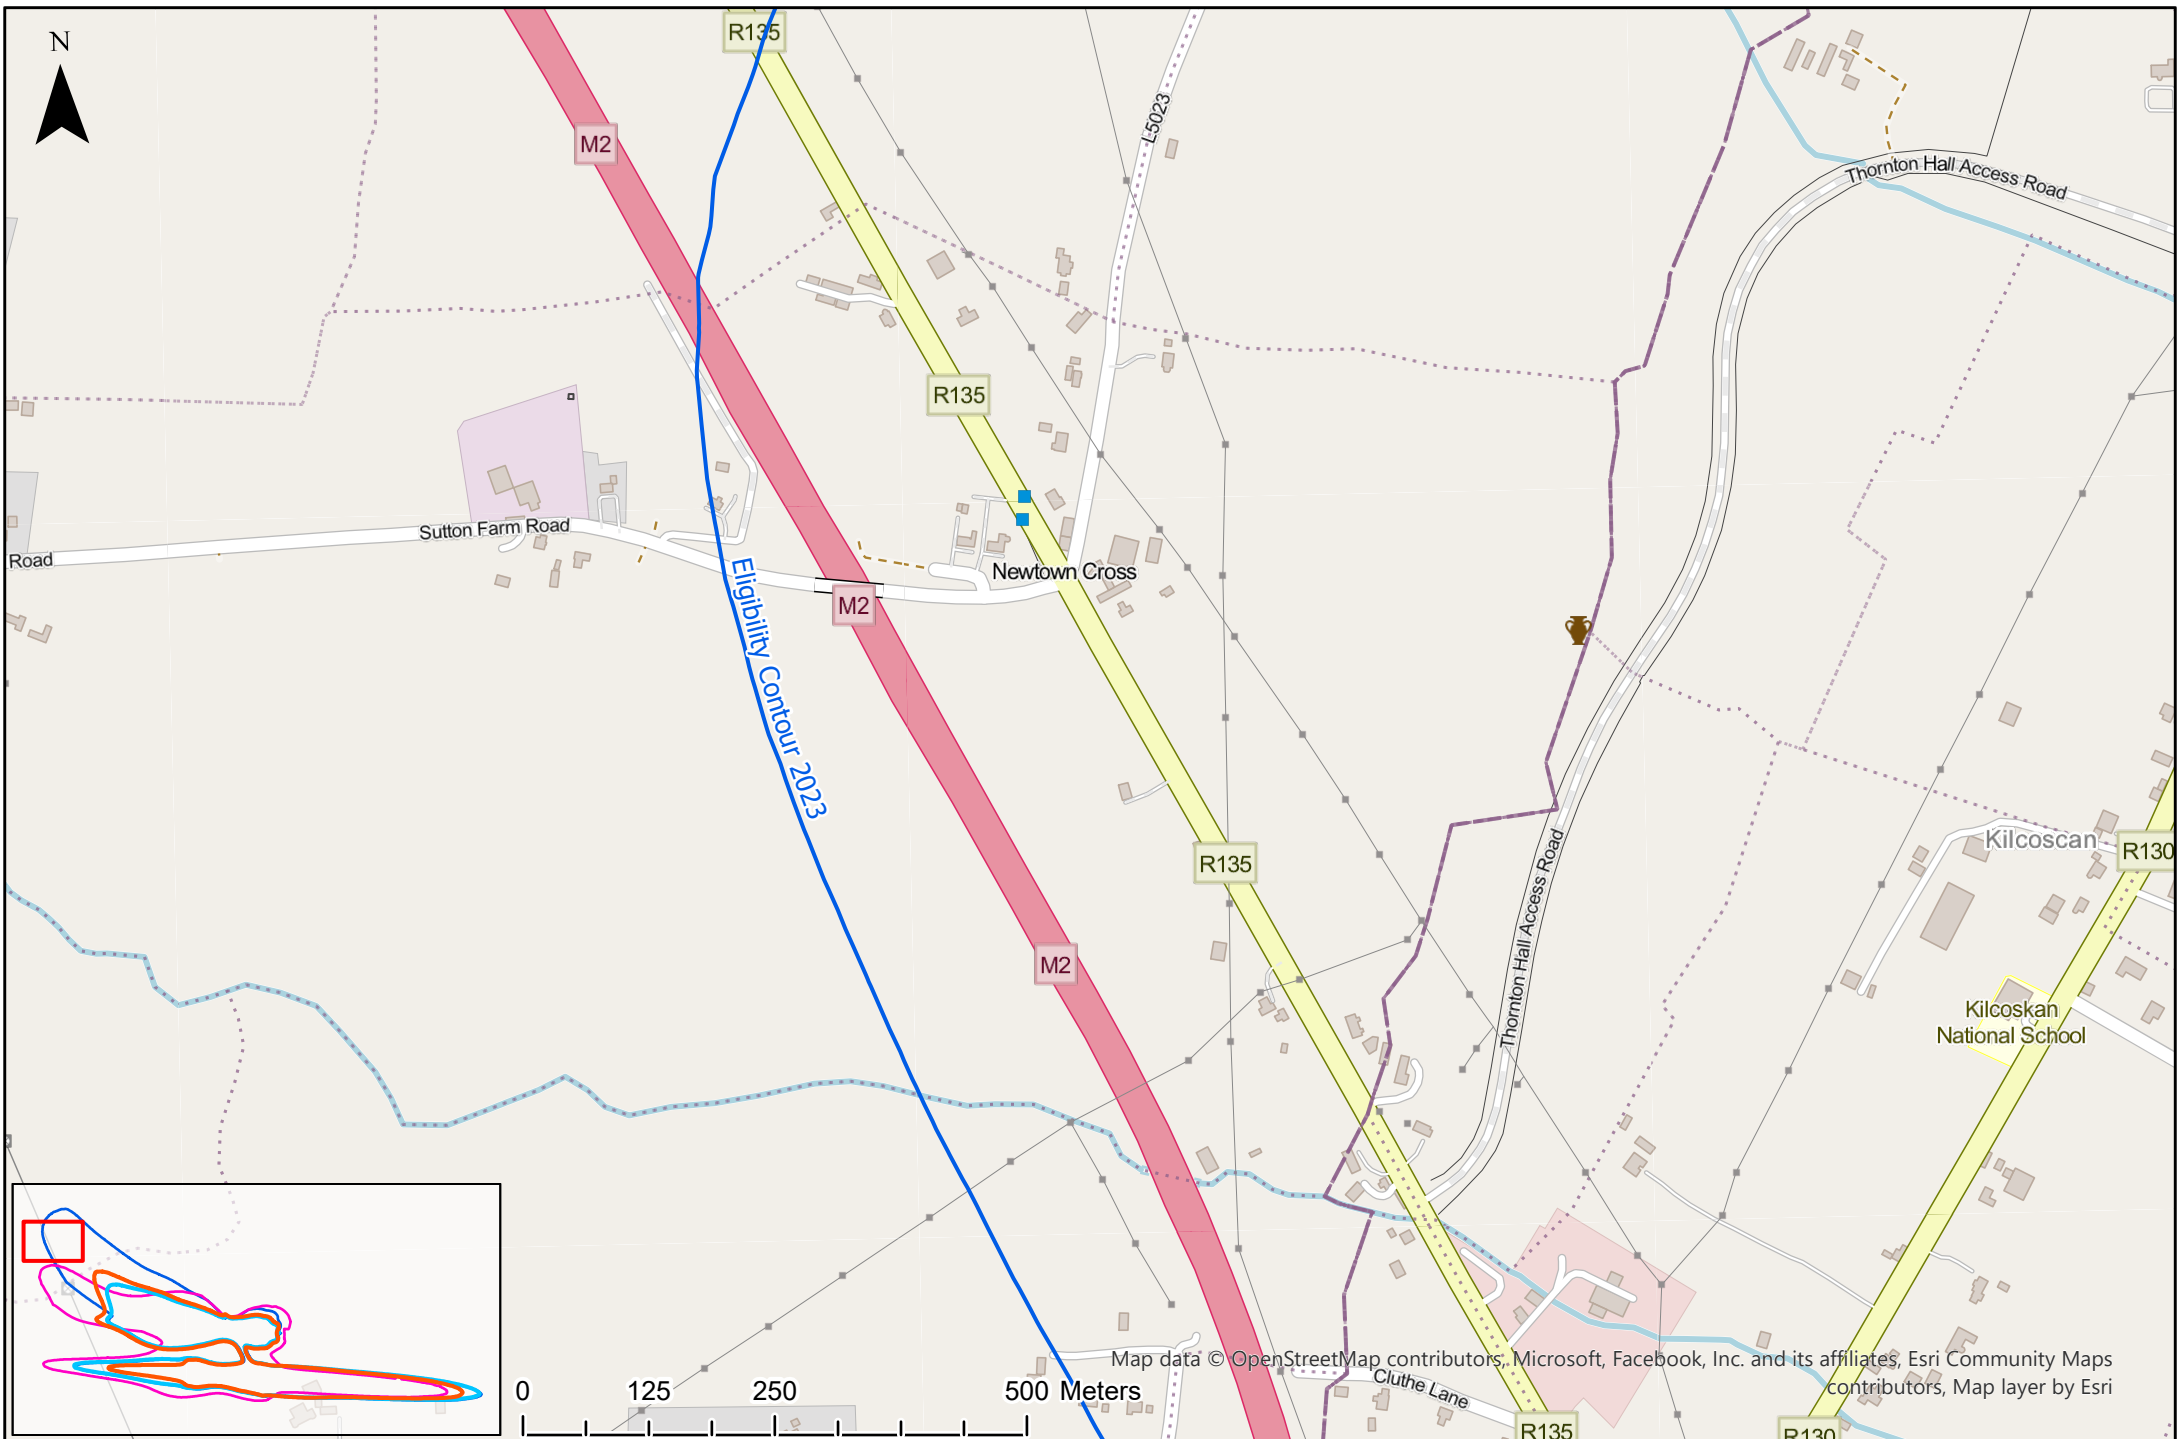 N
R135
M2
L5023
Thornton Hall Access Road
R135
Sutton Farm Road
Road
Newtown Cross
M2
Eligibility Contour 2023
R135
Thornton Hall Access Road
Kilcoscan
R130
M2
Kilcoskan
National School
Map data © OpenStreetMap contributors, Microsoft, Facebook, Inc. and its affiliates, Esri Community Maps
contributors, Map layer by Esri
Cluthe Lane
0 125 250 500 Meters
R135
R130